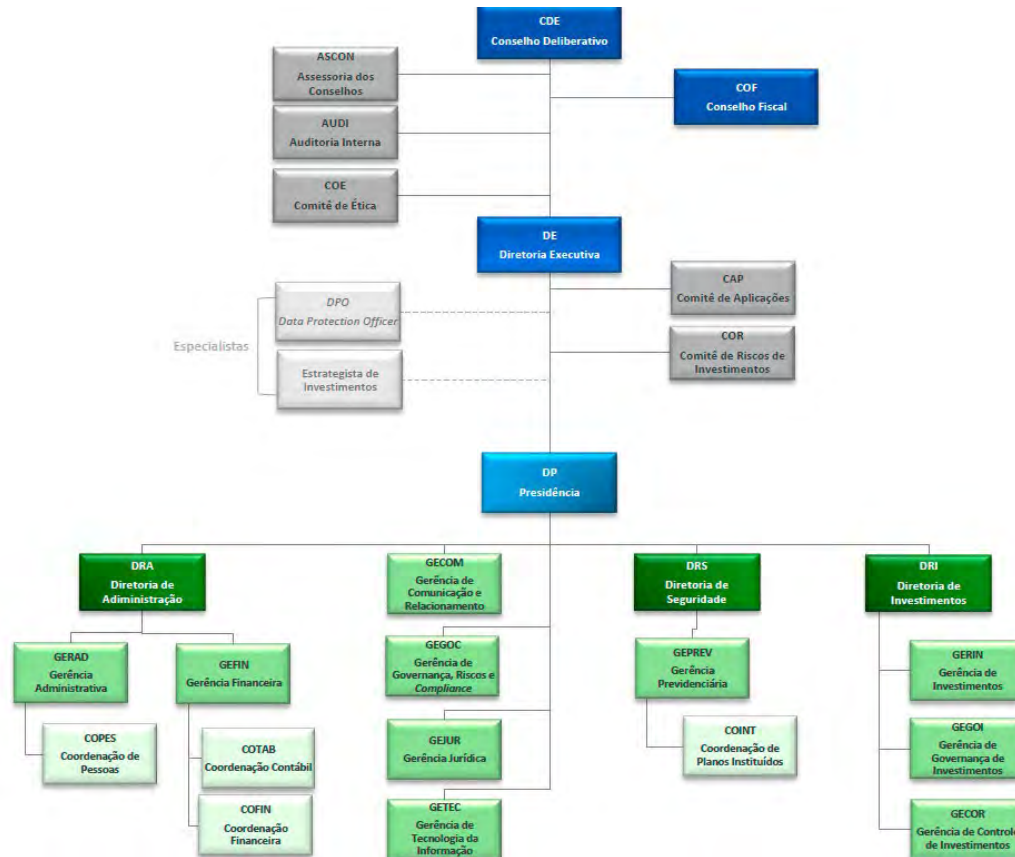 CDE
Conselho Deliberativo
ASCON
Assessoria dos
Conselhos
COF
Conselho Fiscal
AUDI
Auditoria Interna
COE
Comitê de Ética
DE
Diretoria Executiva
CAP
Comitê de Aplicações
DPO
Data Protection Officer
COR
Comitê de Riscos de
Investimentos
Especialistas
Estrategista de
Investimentos
DP
Presidência
DRA
Diretoria de
Adiministração
GECOM
Gerência de
Comunicação e
Relacionamento
DRS
Diretoria de
Seguridade
DRI
Diretoria de
Investimentos
GERAD
Gerência
Administrativa
GEFIN
Gerência Financeira
GEGOC
Gerência de
Governança, Riscos e
Compliance
GEPREV
Gerência
Previdenciária
GERIN
Gerência de
Investimentos
COPES
Coordenação de
Pessoas
COTAB
Coordenação Contábil
GEJUR
Gerência Jurídica
COINT
Coordenação de
Planos Instituídos
GEGOI
Gerência de
Governança de
Investimentos
COFIN
Coordenação
Financeira
GETEC
Gerência de
Tecnologia da
Informação
GECOR
Gerência de Controle
de Investimentos